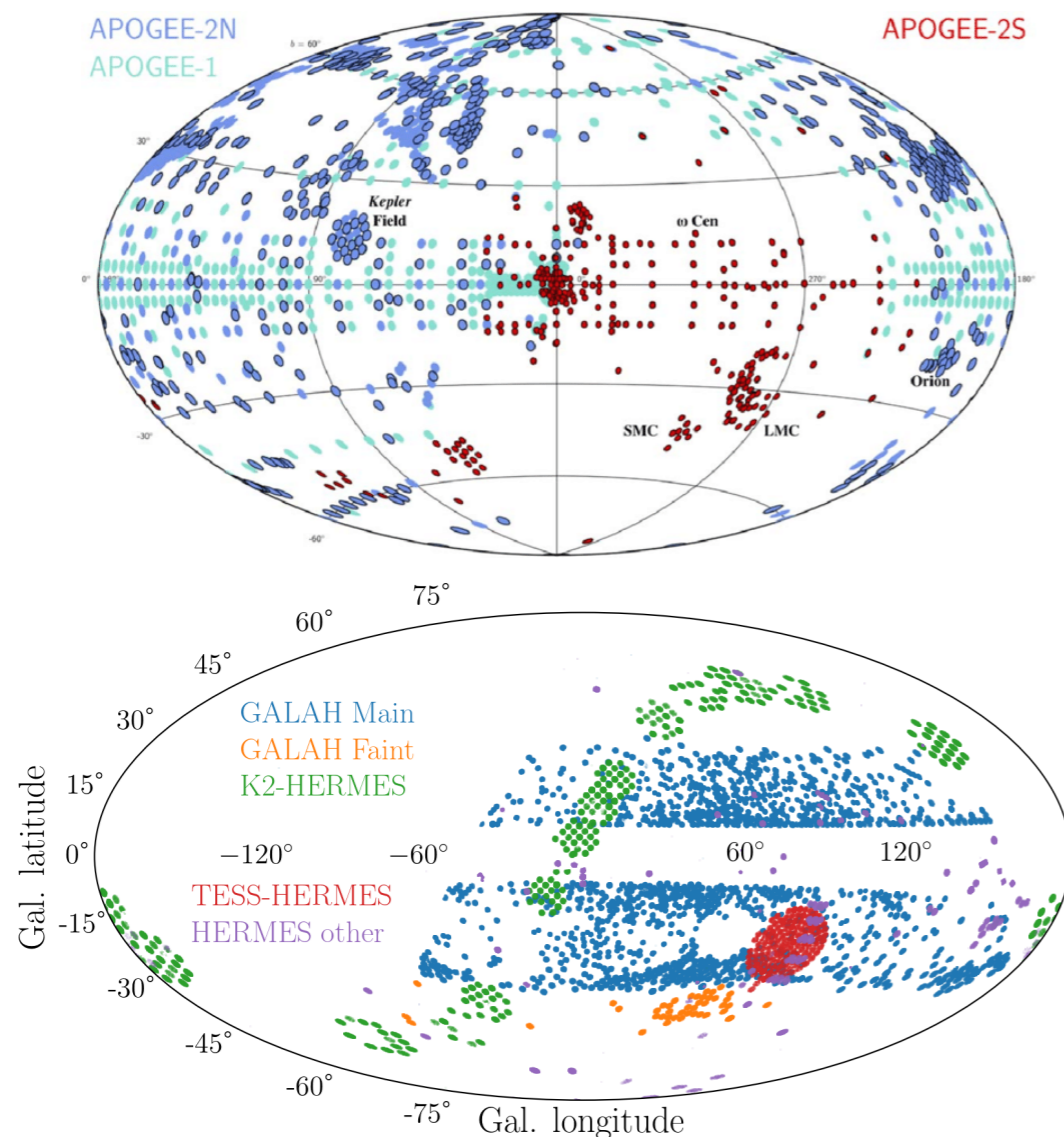 APOGEE-2N
APOGEE-2S
APOGEE-1
b = 60°
30°
Kepler
Field
ω Cen
0°
90°
0°
270°
180°
Orion
-30°
SMC
LMC
-60°
75°
60°
45°
30°
GALAH Main
GALAH Faint
15°
K2-HERMES
0°
−120°
−60°
60°
120°
TESS-HERMES
-15°
HERMES other
Gal. latitude
-30°
-45°
-60°
-75°
Gal. longitude